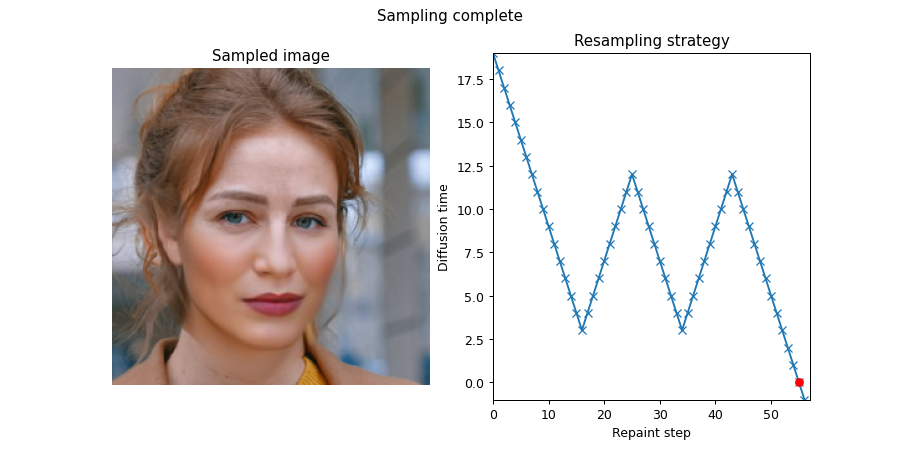 Sampling complete
Sampled image
Resampling strategy
17.5
15.0
12.5
10.0
7.5
5.0
2.5
0.0
Diffusion time
0 10 20 30 40 50
Repaint step